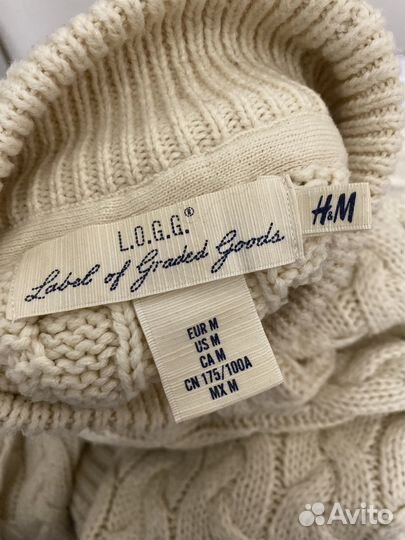 L.O.G.G.®
Label of Graded Goods
H&M
EUR M
US M
CA M
CN 175/100A
MX M
Avito